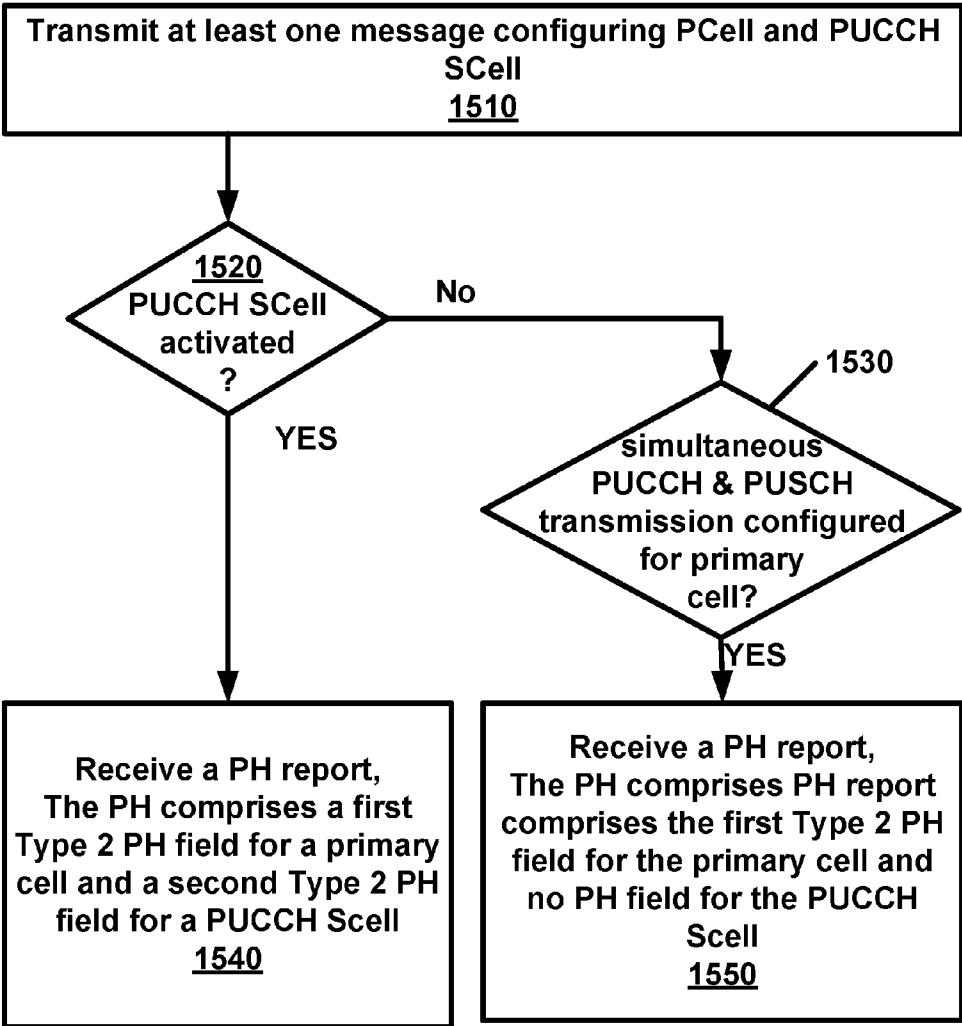 Transmit at least one message configuring PCell and PUCCH
SCell
1510
1520
PUCCH SCell
activated
?
No
YES
1530
simultaneous
PUCCH & PUSCH
transmission configured
for primary
cell?
YES
Receive a PH report,
The PH comprises a first
Type 2 PH field for a primary
cell and a second Type 2 PH
field for a PUCCH Scell
1540
Receive a PH report,
The PH comprises PH report
comprises the first Type 2 PH
field for the primary cell and
no PH field for the PUCCH
Scell
1550